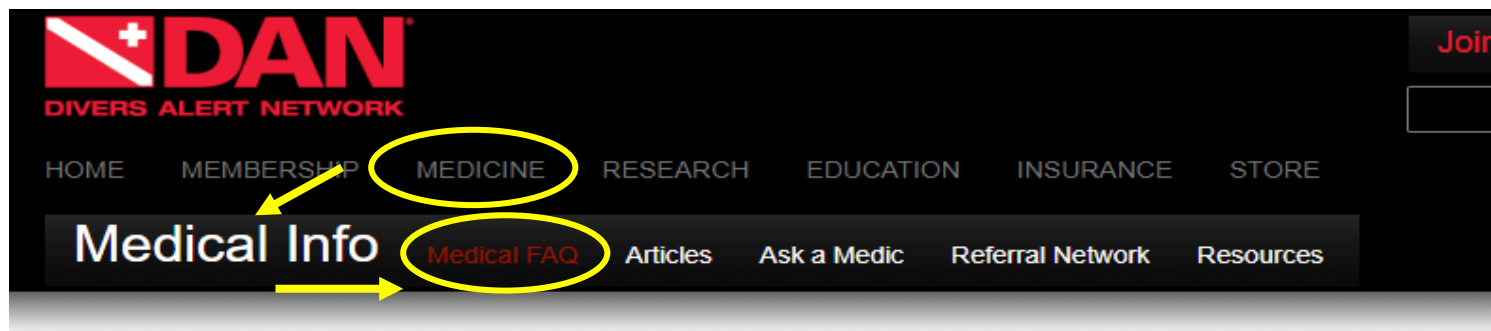 DAN
DIVERS ALERT NETWORK
HOME MEMBERSHIP MEDICINE RESEARCH EDUCATION INSURANCE STORE
Medical Info Medical FAQ Articles Ask a Medic Referral Network Resources